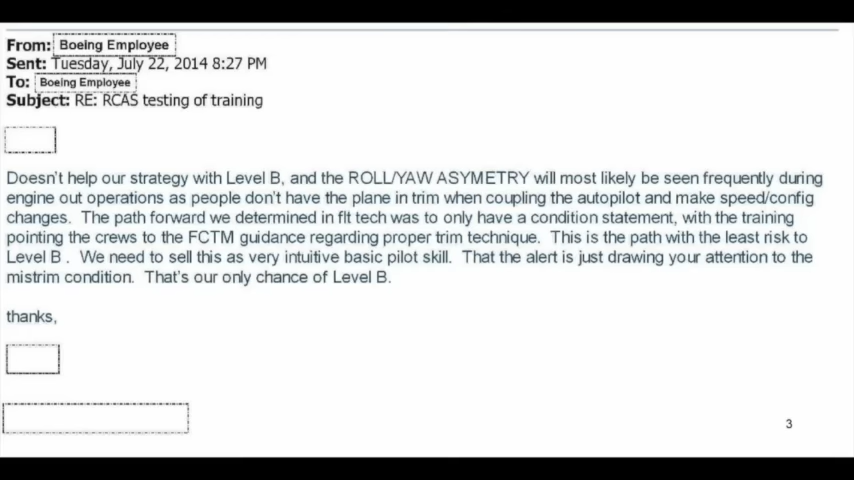 From: Boeing Employee
Sent: Tuesday, July 22, 2014 8:27 PM
To: Boeing Employee
Subject: RE: RCAS testing of training
Doesn't help our strategy with Level B, and the ROLL/YAW ASYMETRY will most likely be seen frequently during
engine out operations as people don't have the plane in trim when coupling the autopilot and make speed/config
changes. The path forward we determined in flt tech was to only have a condition statement, with the training
pointing the crews to the FCTM guidance regarding proper trim technique. This is the path with the least risk to
Level B . We need to sell this as very intuitive basic pilot skill. That the alert is just drawing your attention to the
mistrim condition. That's our only chance of Level B.
thanks,
3